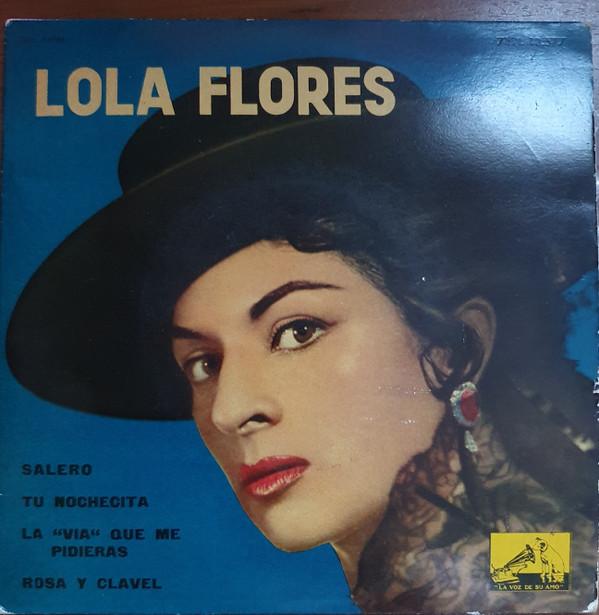 LOLA FLORES
SALERO
TU NOCHECITA
LA "VIA" QUE ME
PIDIERAS
ROSA Y CLAVEL
"LA VOZ DE SU AMO"